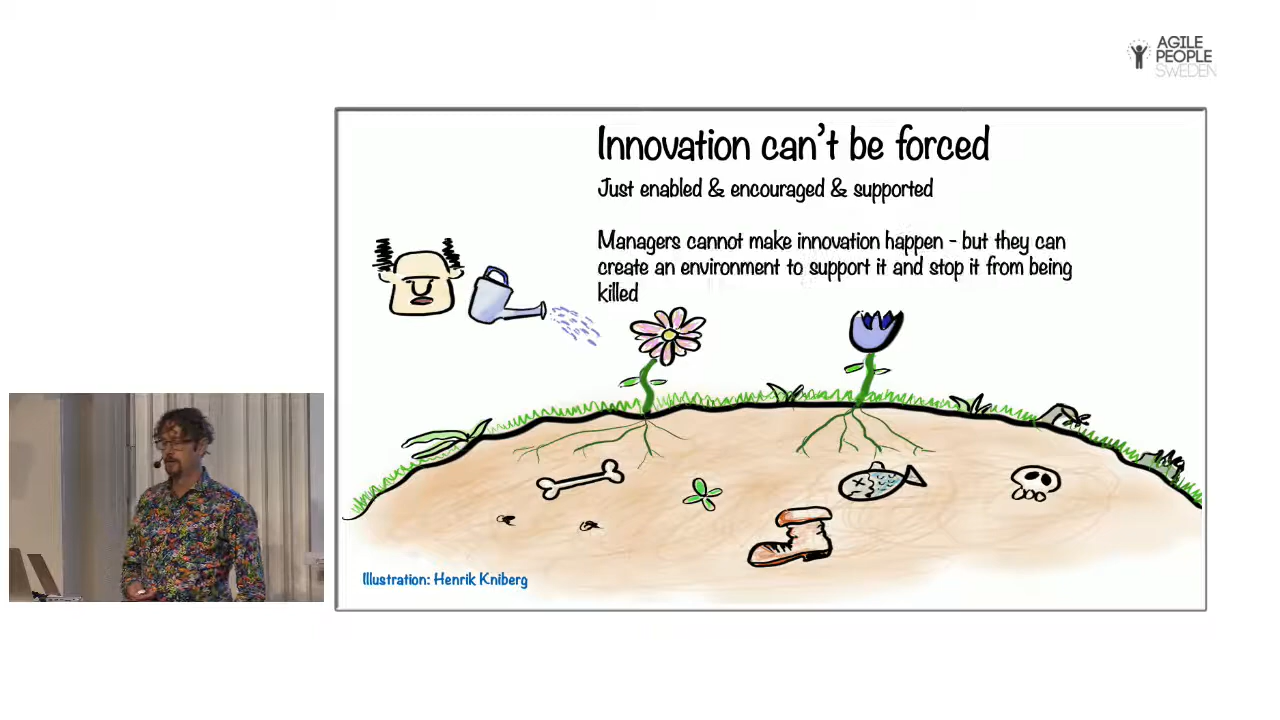 AGILE
PEOPLE
SWEDEN
Innovation can't be forced
Just enabled & encouraged & supported
Managers cannot make innovation happen - but they can
create an environment to support it and stop it from being
killed
Illustration: Henrik Kniberg